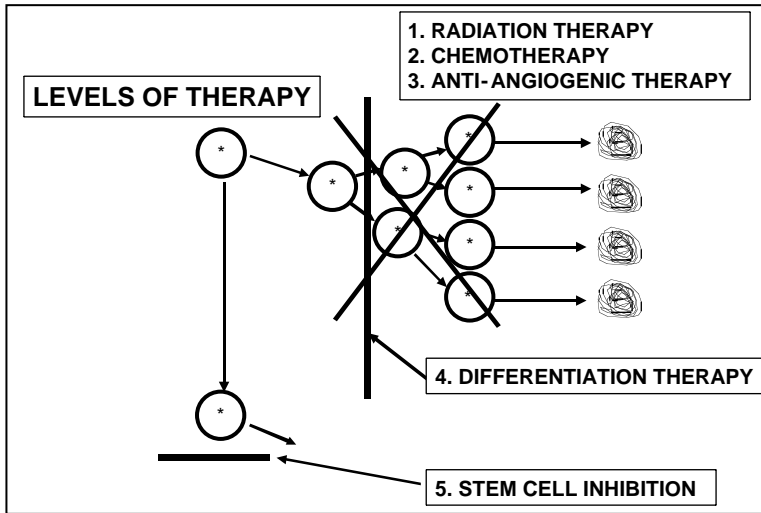 1. RADIATION THERAPY
2. CHEMOTHERAPY
3. ANTI-ANGIOGENIC THERAPY
LEVELS OF THERAPY
*
*
*
*
*
*
*
*
4. DIFFERENTIATION THERAPY
*
5. STEM CELL INHIBITION